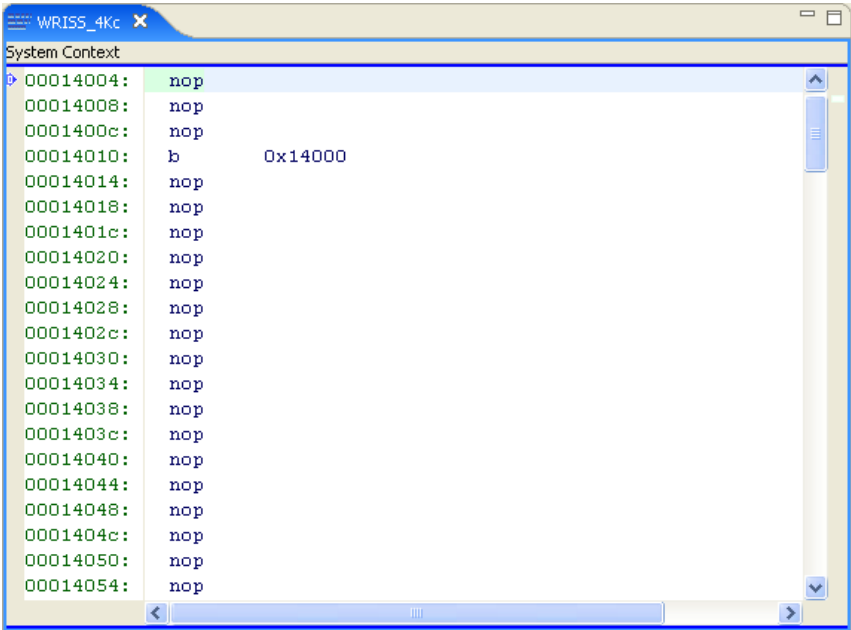 WRISS_4Kc
System Context
00014004: nop
00014008: nop
0001400c: nop
00014010: b 0x14000
00014014: nop
00014018: nop
0001401c: nop
00014020: nop
00014024: nop
00014028: nop
0001402c: nop
00014030: nop
00014034: nop
00014038: nop
0001403c: nop
00014040: nop
00014044: nop
00014048: nop
0001404c: nop
00014050: nop
00014054: nop